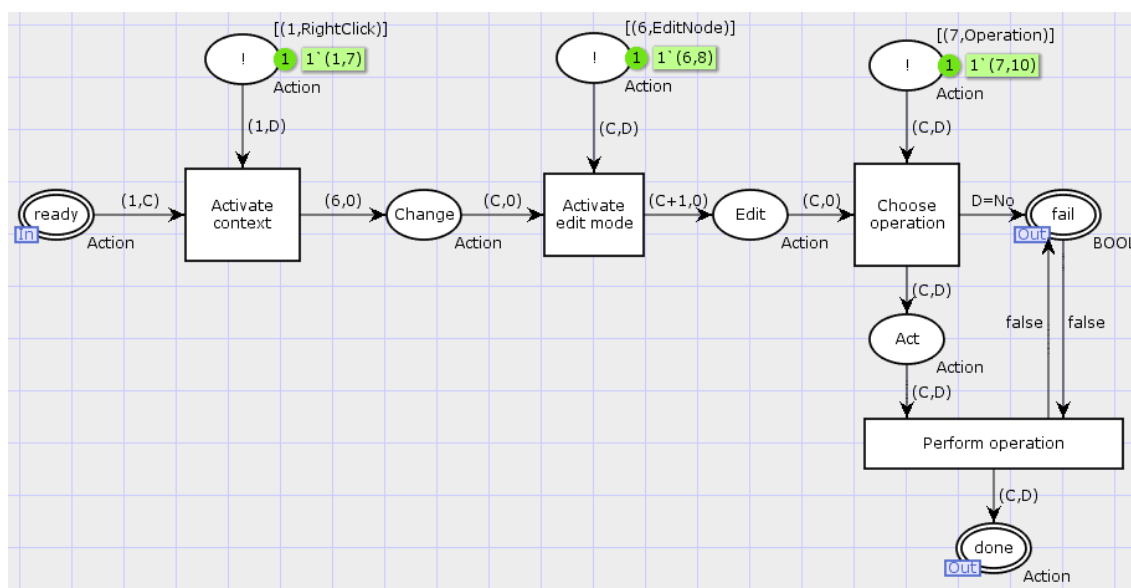 [(1,RightClick)]
[(6,EditNode)]
[(7,Operation)]
! 1 1`(1,7)
! 1 1`(6,8)
! 1 1`(7,10)
Action
Action
Action
(1,D)
(C,D)
(C,D)
ready
In
Action
(1,C)
Activate
context
(6,0)
Change
Action
(C,0)
Activate
edit mode
(C+1,0)
Edit
Action
(C,0)
Choose
operation
D=No
fail
Out
BOOL
(C,D)
Act
Action
false
false
(C,D)
Perform operation
(C,D)
done
Out
Action